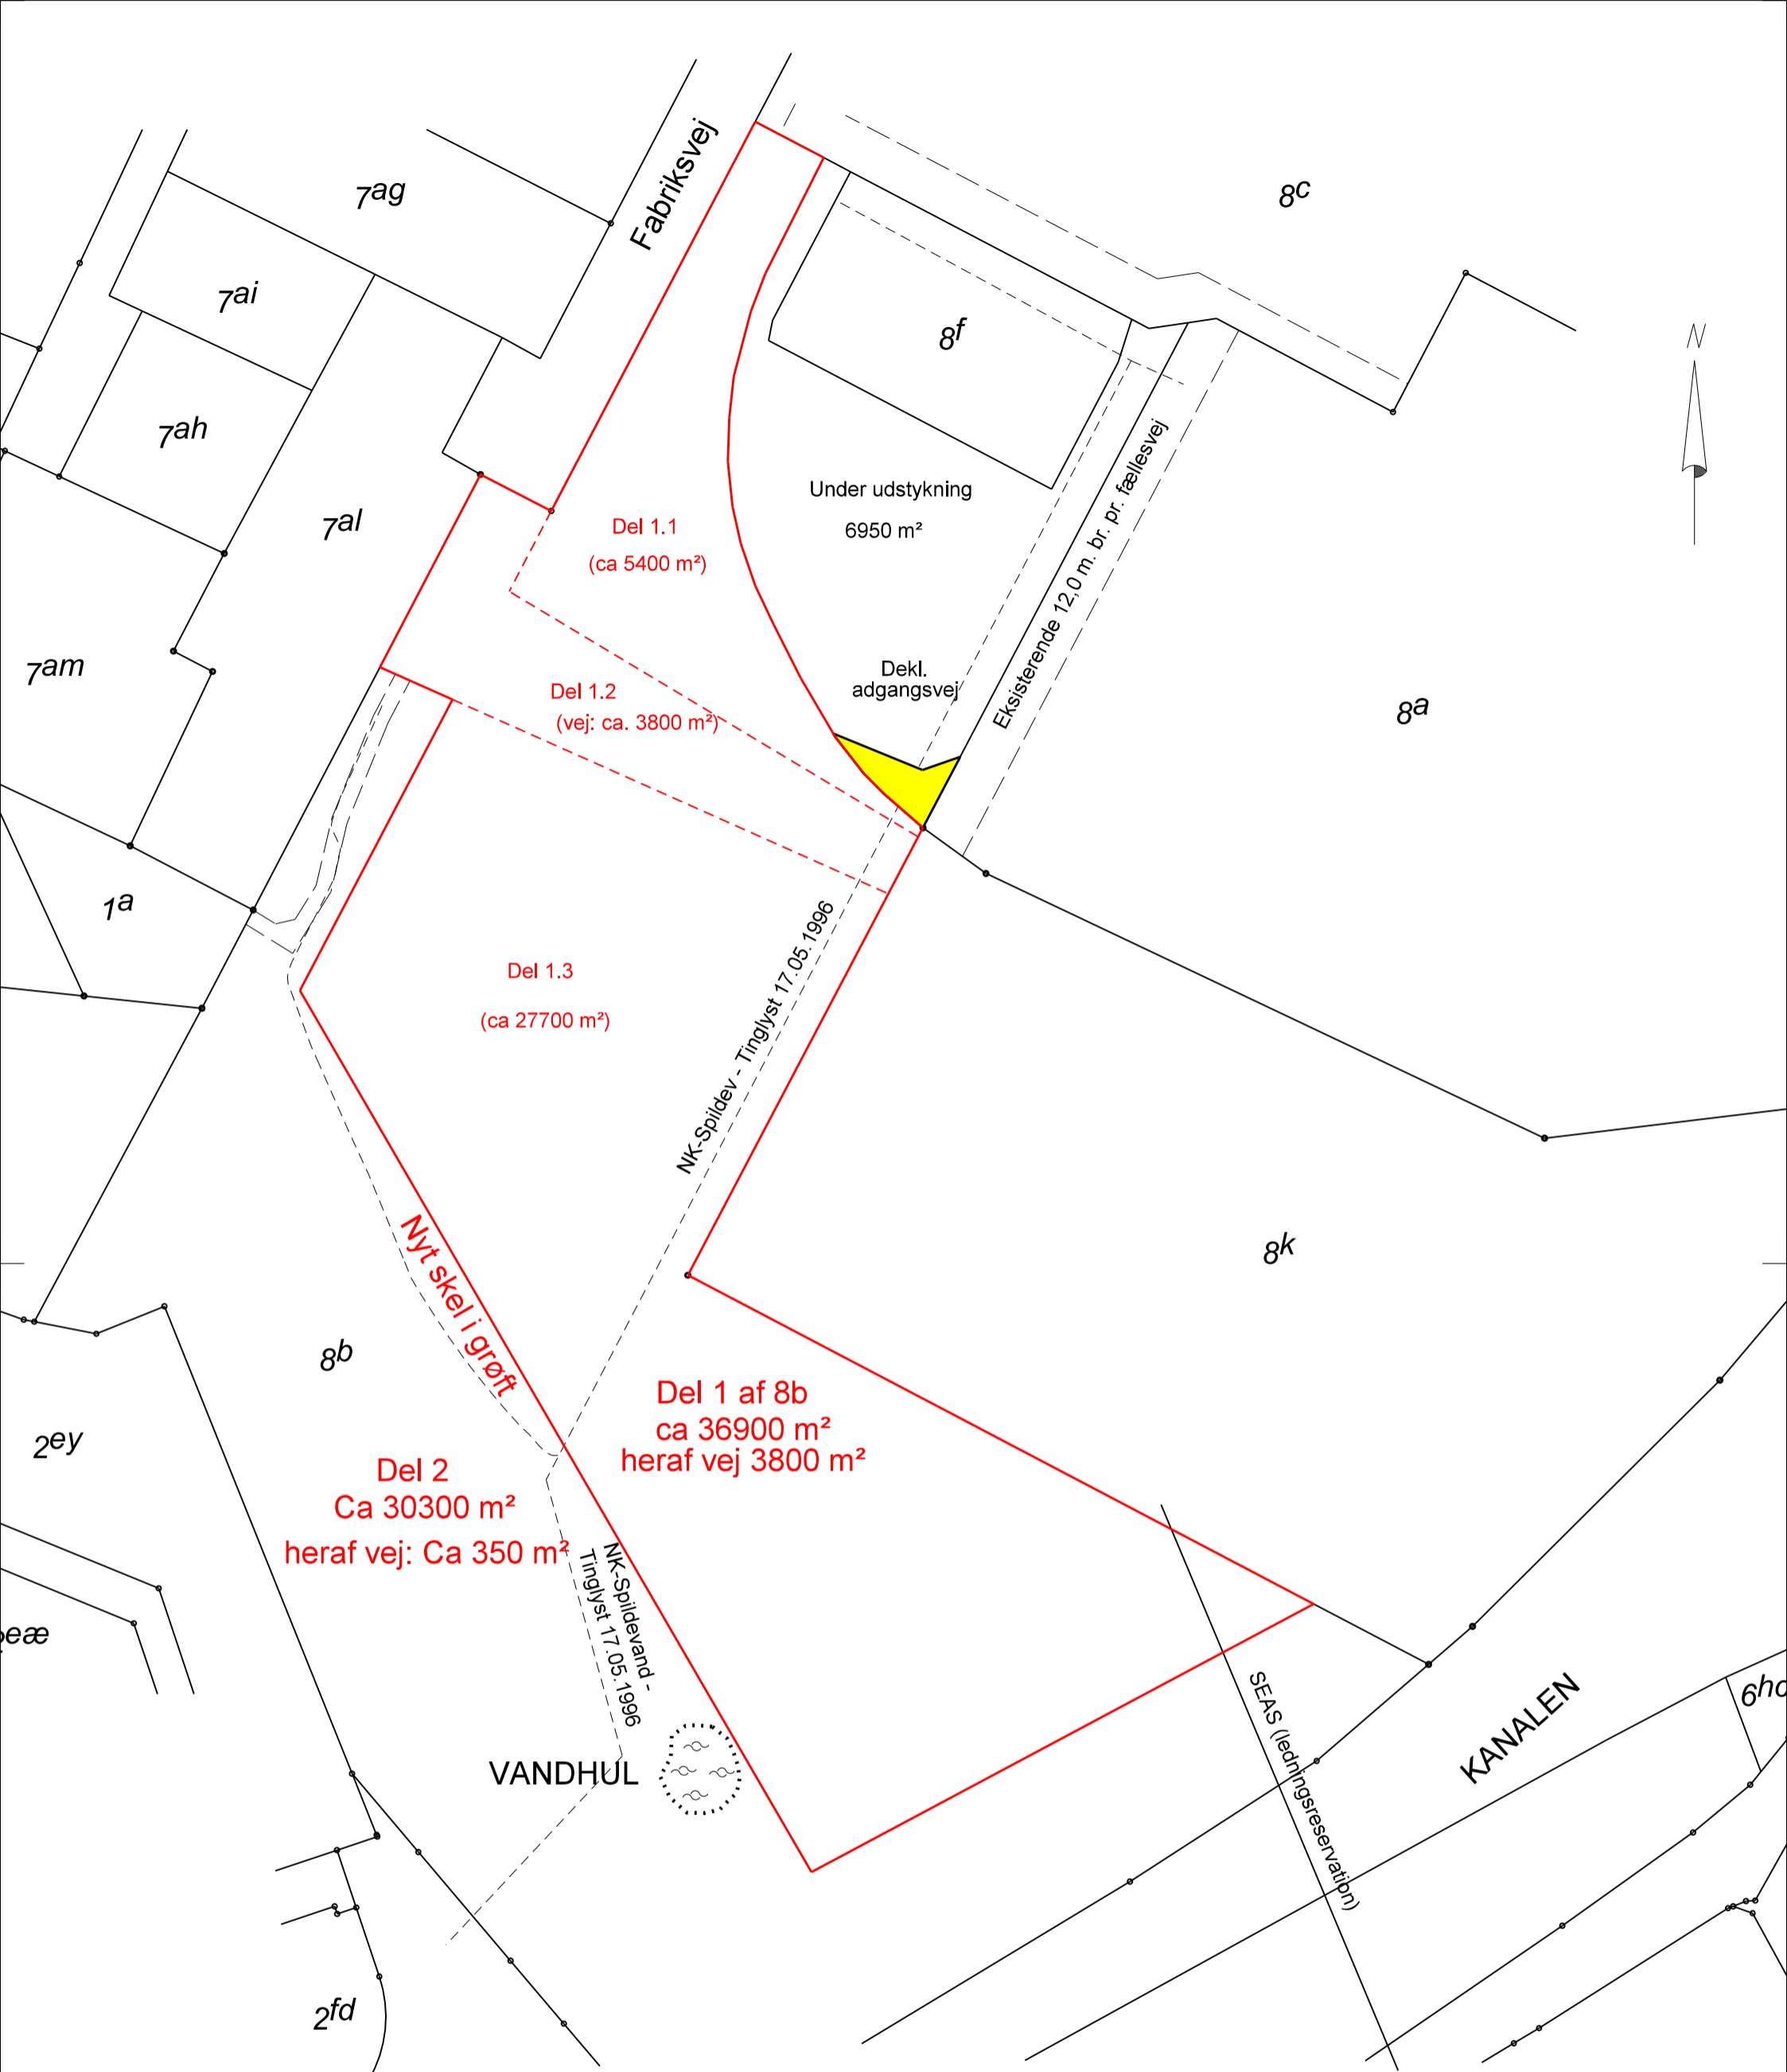 Fabriksvej
7ag
8c
7ai
8f
N
7ah
7al
Under udstykning
6950 m²
Eksisterende 12,0 m. br. pr. fællesvej
Del 1.1
(ca 5400 m²)
7am
Dekl.
adgangsvej
8a
Del 1.2
(vej: ca. 3800 m²)
1a
Del 1.3
(ca 27700 m²)
NK-Spildev - Tinglyst 17.05.1996
Nyt skel i grøft
8k
8b
Del 1 af 8b
ca 36900 m²
heraf vej 3800 m²
2ey
Del 2
Ca 30300 m²
heraf vej: Ca 350 m²
NK-Spildevand -
Tinglyst 17.05.1996
eæ
SEAS (ledningsreservation)
KANALEN
6ho
VANDHUL
2fd